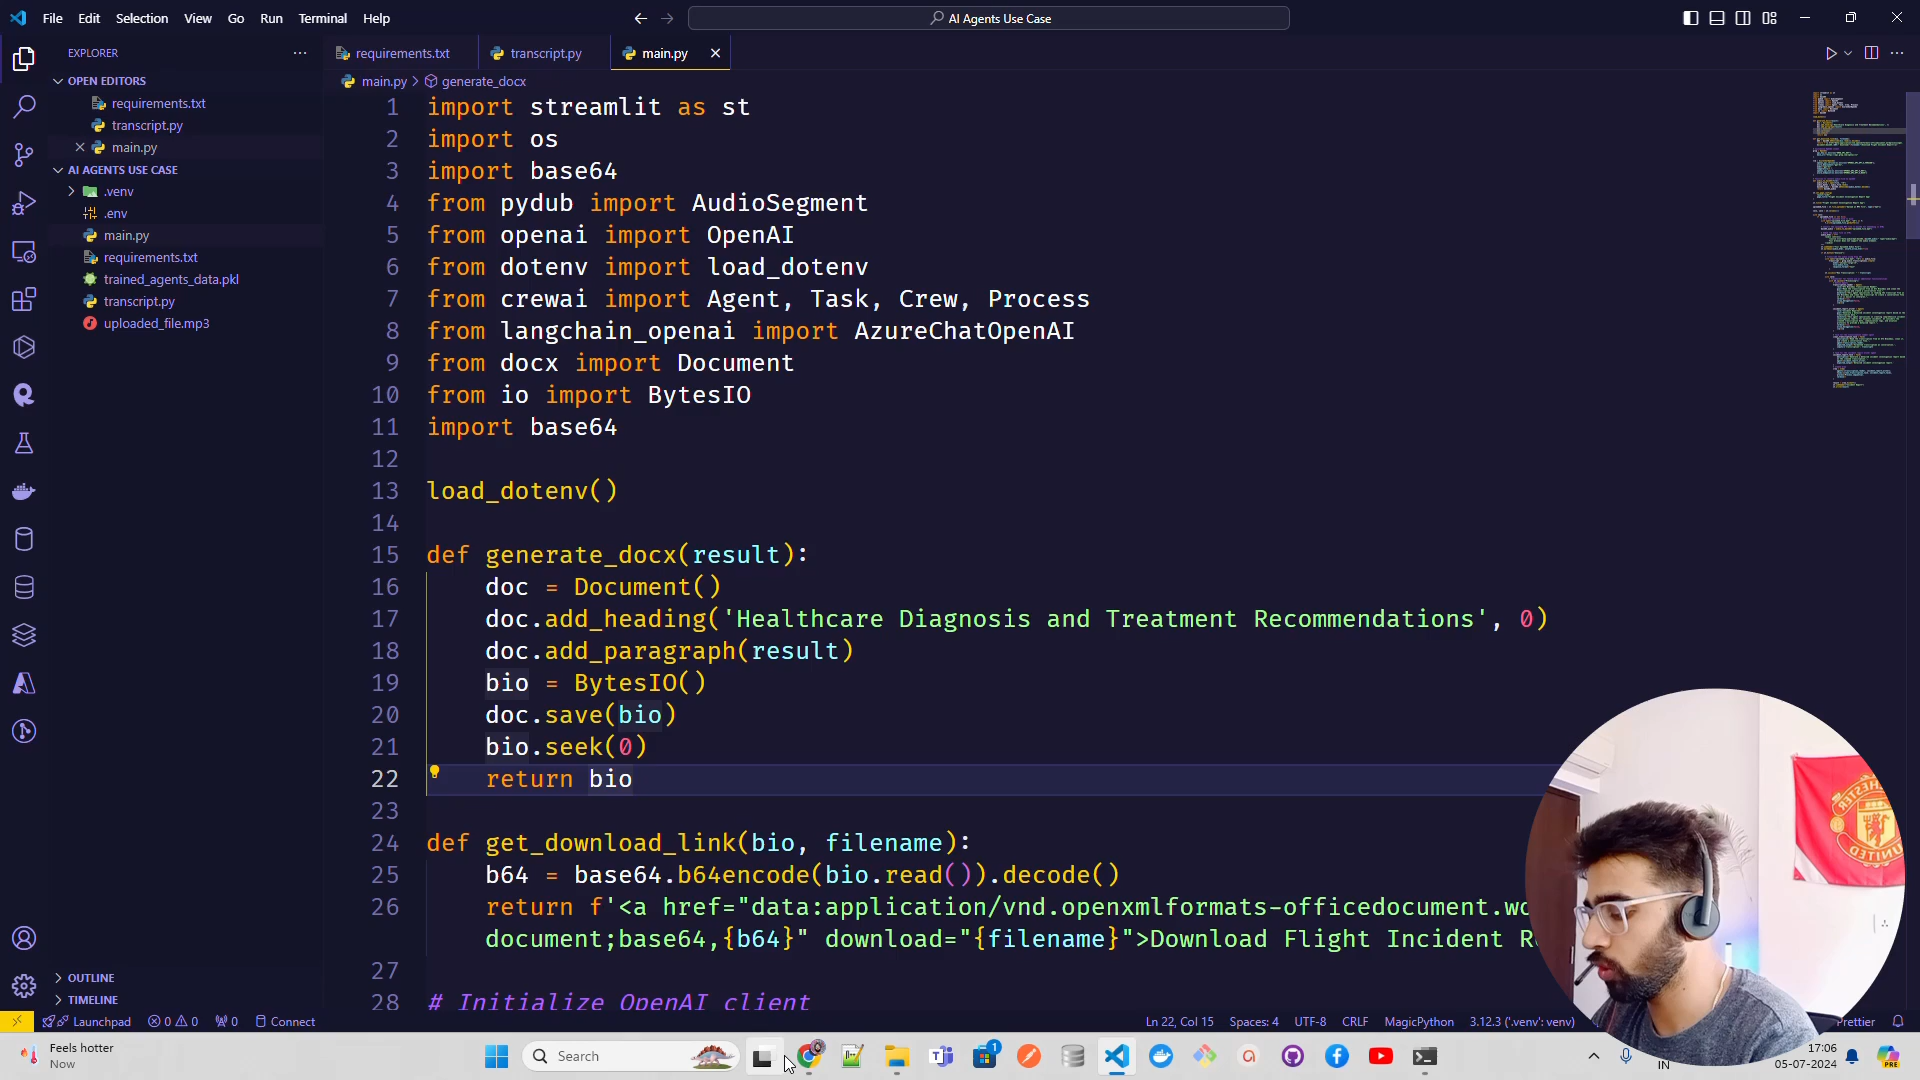 File Edit Selection View Go Run Terminal Help
AI Agents Use Case
EXPLORER
requirements.txt
transcript.py
main.py
OPEN EDITORS
requirements.txt
transcript.py
main.py
AI AGENTS USE CASE
.venv
.env
main.py
requirements.txt
trained_agents_data.pkl
transcript.py
uploaded_file.mp3
OUTLINE
TIMELINE
main.py > generate_docx
1 import streamlit as st
2 import os
3 import base64
4 from pydub import AudioSegment
5 from openai import OpenAI
6 from dotenv import load_dotenv
7 from crewai import Agent, Task, Crew, Process
8 from langchain_openai import AzureChatOpenAI
9 from docx import Document
10 from io import BytesIO
11 import base64
12
13 load_dotenv()
14
15 def generate_docx(result):
16 doc = Document()
17 doc.add_heading('Healthcare Diagnosis and Treatment Recommendations', 0)
18 doc.add_paragraph(result)
19 bio = BytesIO()
20 doc.save(bio)
21 bio.seek(0)
22 return bio
23
24 def get_download_link(bio, filename):
25 b64 = base64.b64encode(bio.read()).decode()
26 return f'<a href="data:application/vnd.openxmlformats-officedocument.wo
document;base64,{b64}" download="{filename}">Download Flight Incident
27
28 # Initialize OpenAI client
Launchpad 0 0 0 Connect
Ln 22, Col 15 Spaces: 4 UTF-8 CRLF MagicPython 3.12.3 ('.venv': venv) Prettier
Feels hotter
Now
Search
1
IN
17:06
05-07-2024
PRE
MANCHESTER
UNITED